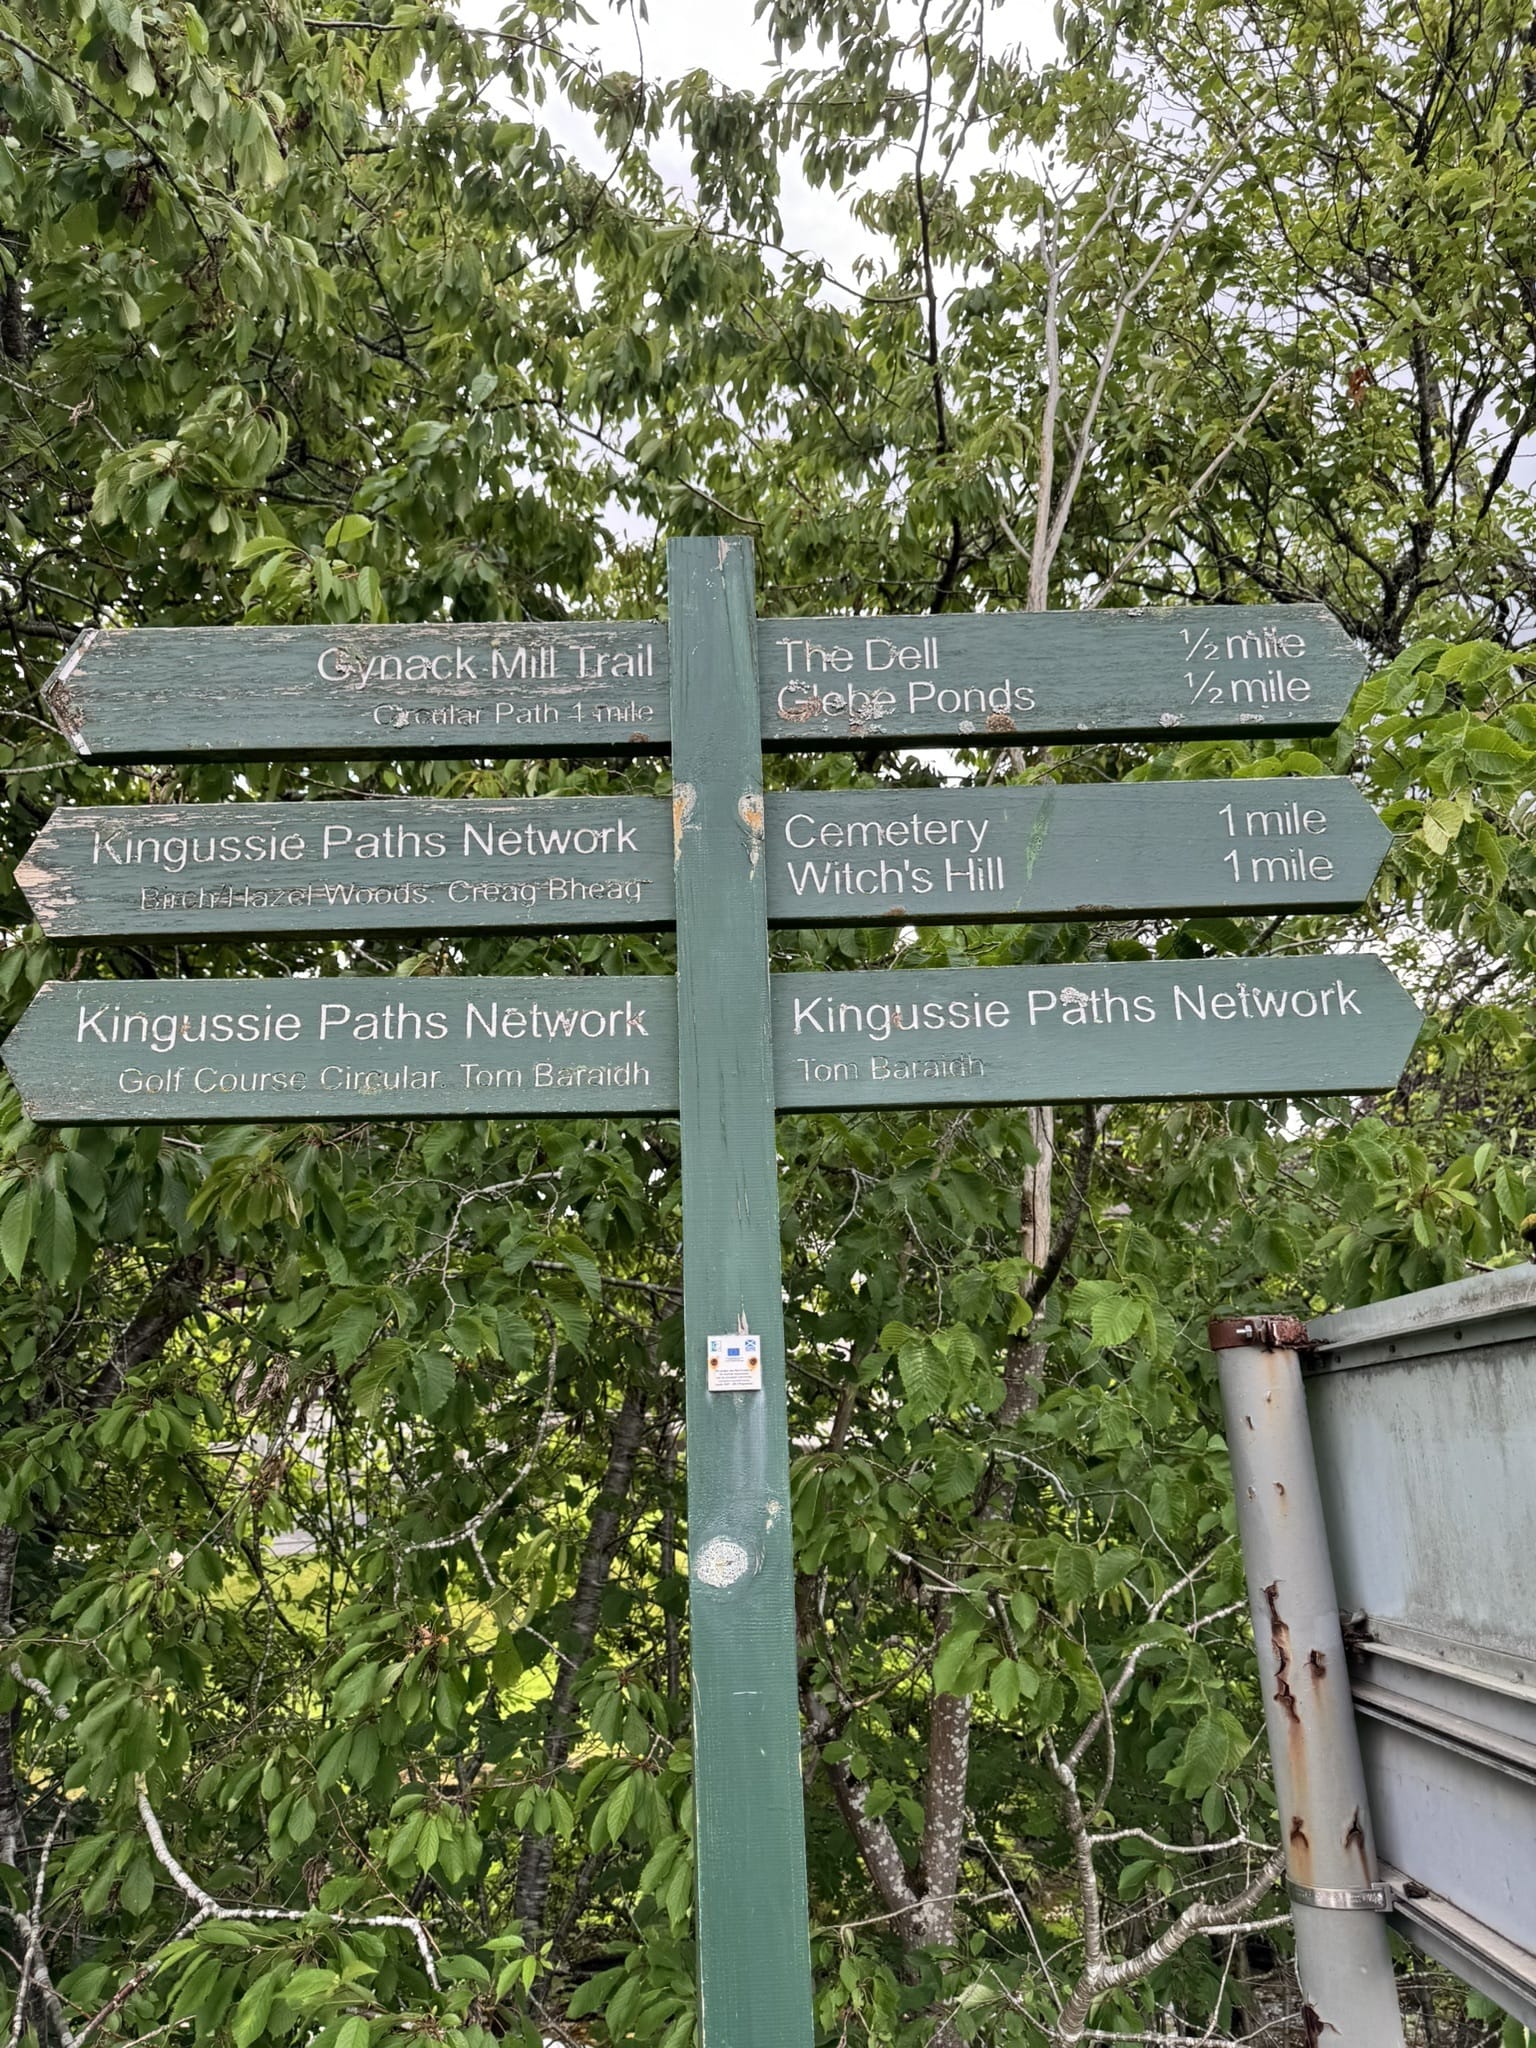 Gynack Mill Trail
Circular Path 1 mile
The Dell ½ mile
Glebe Ponds ½ mile
Kingussie Paths Network
Birch/Hazel Woods. Creag Bheag
Cemetery 1 mile
Witch's Hill 1 mile
Kingussie Paths Network
Golf Course Circular. Tom Baraidh
Kingussie Paths Network
Tom Baraidh